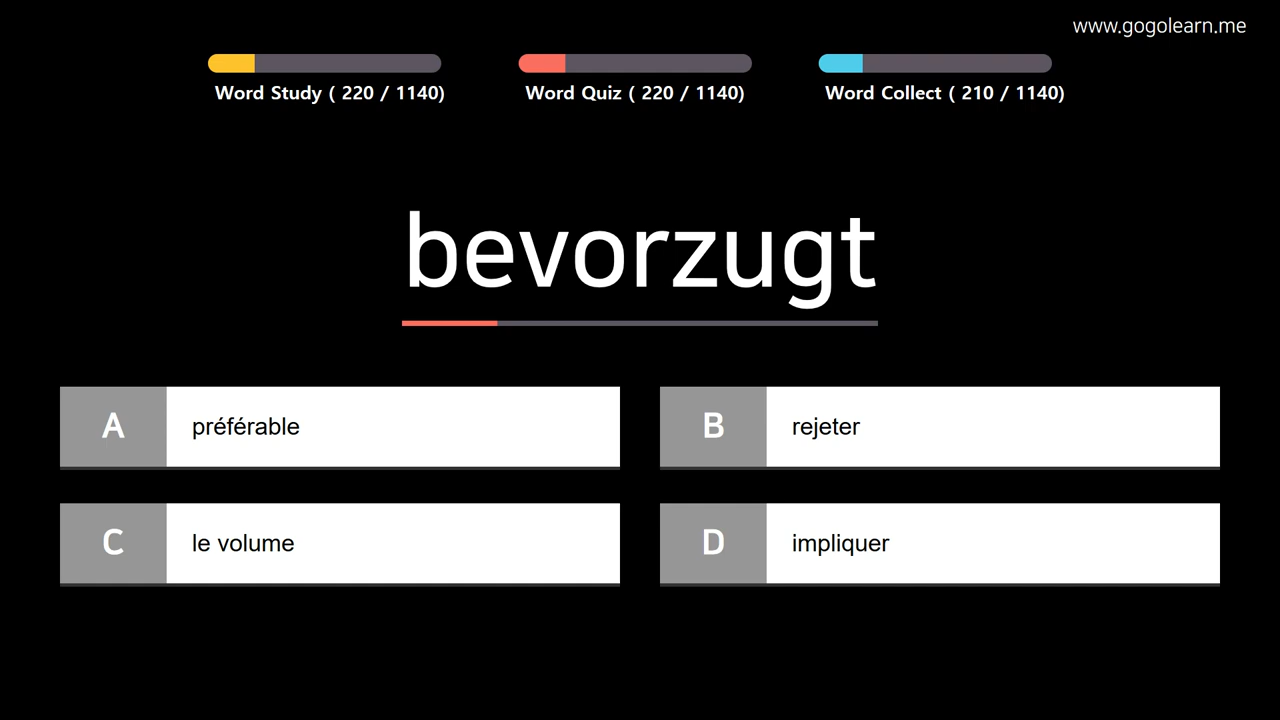 www.gogolearn.me
Word Study ( 220 / 1140)
Word Quiz ( 220 / 1140)
Word Collect ( 210 / 1140)
bevorzugt
A préférable
B rejeter
C le volume
D impliquer